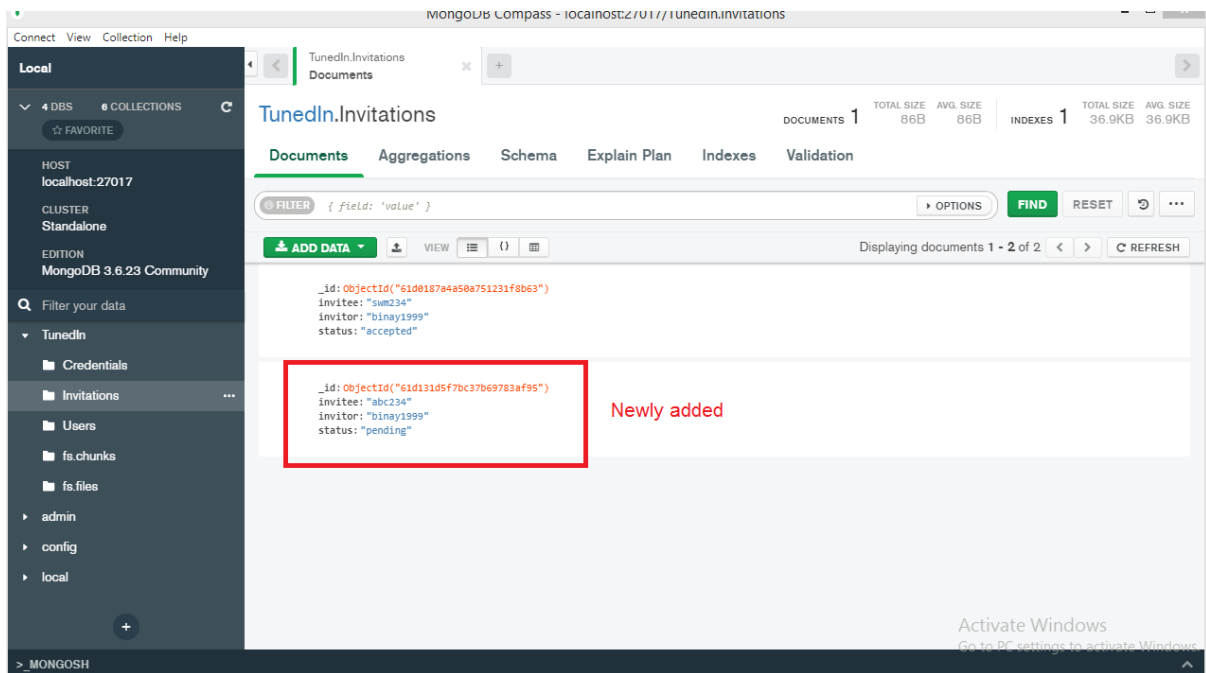 MongoDB Compass - localhost:27017/TunedIn.Invitations
Connect View Collection Help
Local
4 DBS 6 COLLECTIONS
☆ FAVORITE
HOST
localhost:27017
CLUSTER
Standalone
EDITION
MongoDB 3.6.23 Community
Filter your data
TunedIn
Credentials
Invitations ...
Users
fs.chunks
fs.files
admin
config
local
+
>_MONGOSH
TunedIn.Invitations
Documents
+
TunedIn.Invitations
DOCUMENTS 1 TOTAL SIZE 86B AVG. SIZE 86B INDEXES 1 TOTAL SIZE 36.9KB AVG. SIZE 36.9KB
Documents Aggregations Schema Explain Plan Indexes Validation
FILTER { field: 'value' } OPTIONS FIND RESET ...
ADD DATA VIEW {} Displaying documents 1 - 2 of 2 < > REFRESH
_id: ObjectId("61d0187a4a50a751231f8b63")
invitee: "swm234"
invitor: "binay1999"
status: "accepted"
_id: ObjectId("61d131d5f7bc37b69783af95")
invitee: "abc234"
invitor: "binay1999"
status: "pending"
Newly added
Activate Windows
Go to PC settings to activate Windows.